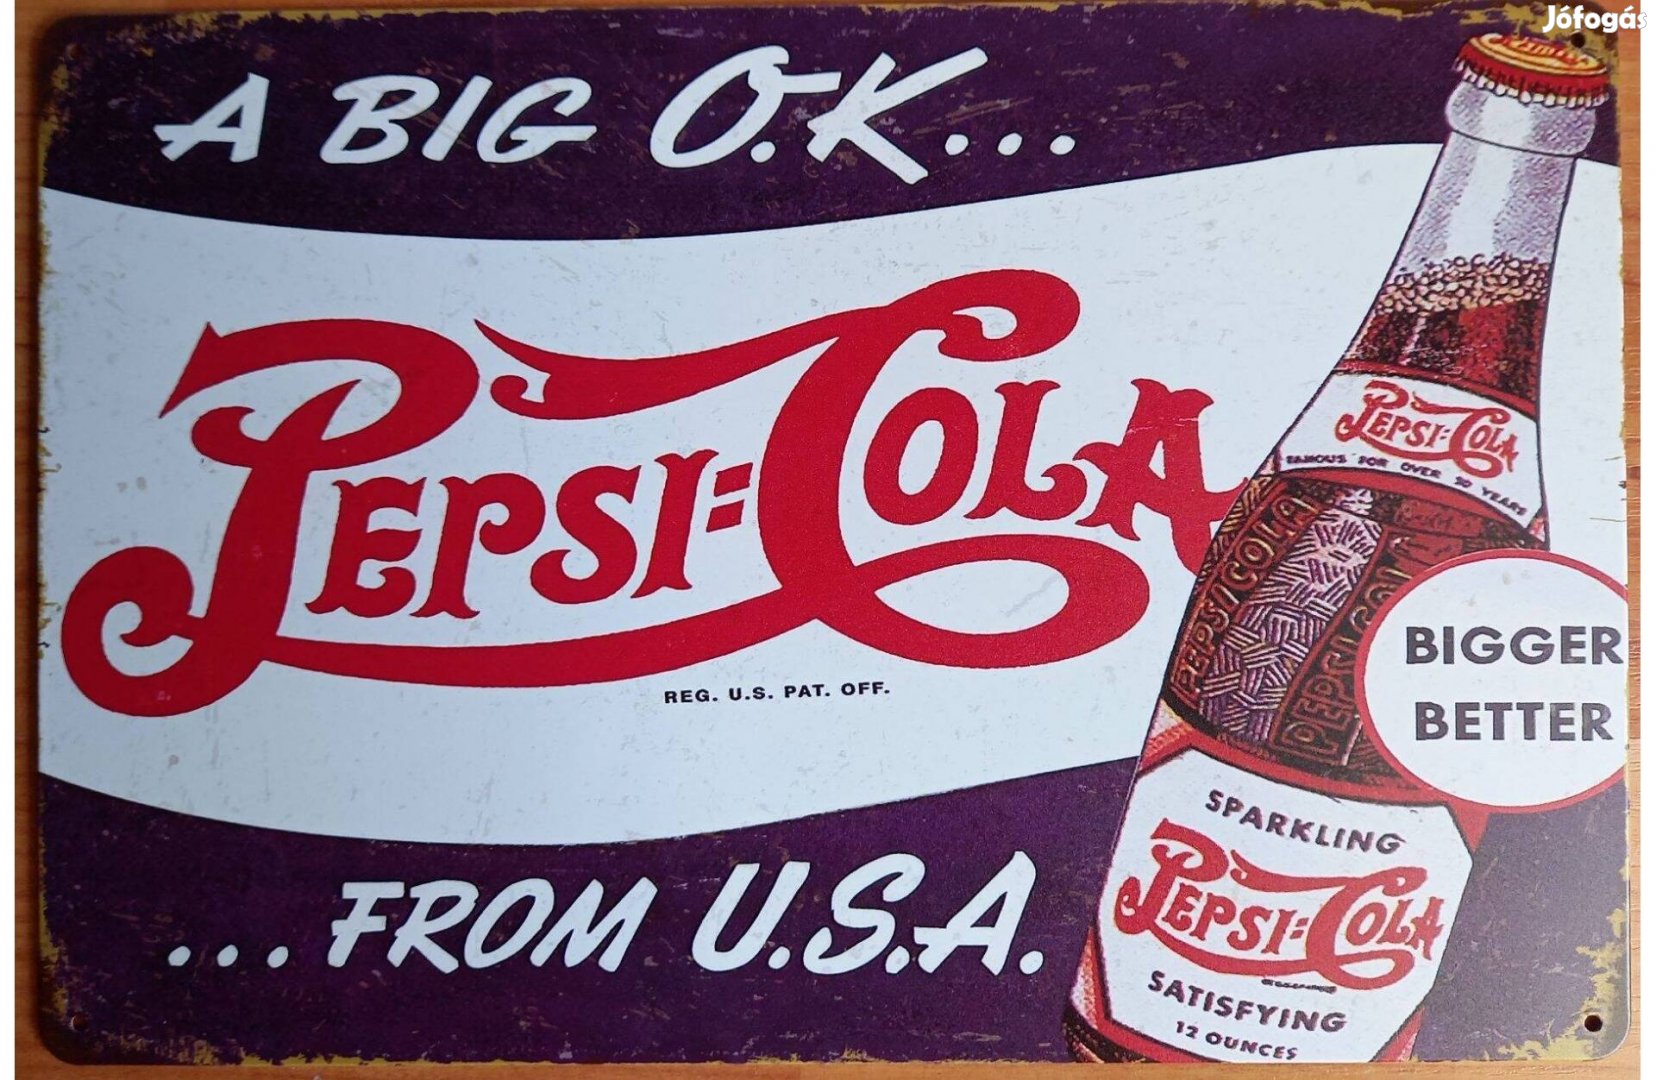 Jófogás
A BIG O.K...
PEPSI=COLA
REG. U.S. PAT. OFF.
...FROM U.S.A.
PEPSI=COLA
FAMOUS FOR OVER 50 YEARS
PEPSI COLA
PEPSI COLA
BIGGER
BETTER
SPARKLING
PEPSI=COLA
SATISFYING
12 OUNCES